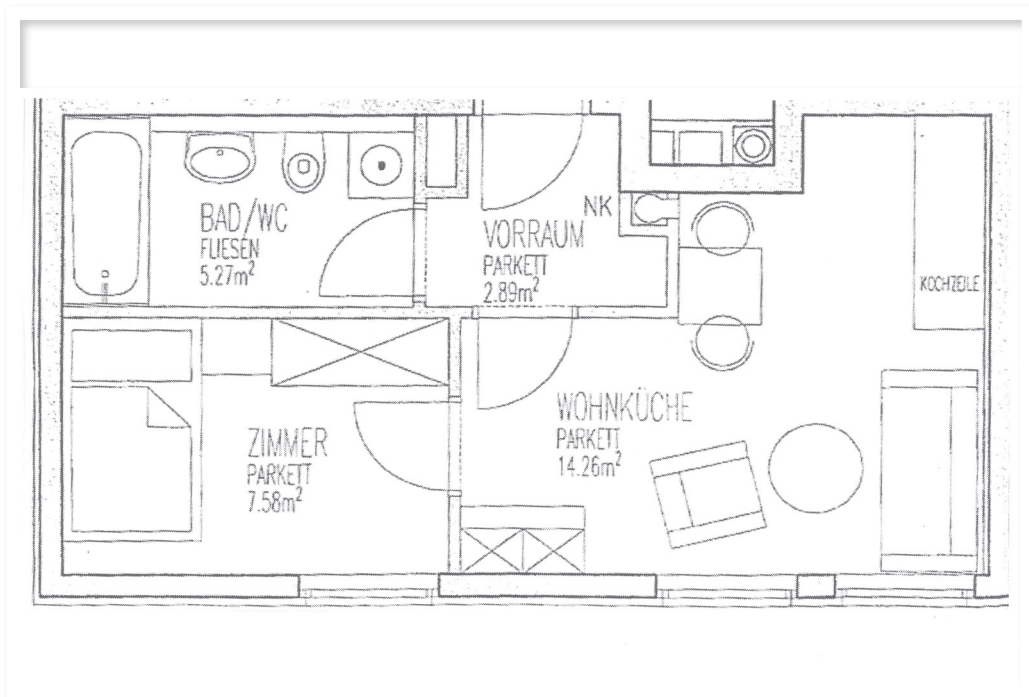 BAD/WC
FLIESEN
5.27m²
NK
VORRAUM
PARKETT
2.89m²
KOCHZEILE
ZIMMER
PARKETT
7.58m²
WOHNKÜCHE
PARKETT
14.26m²